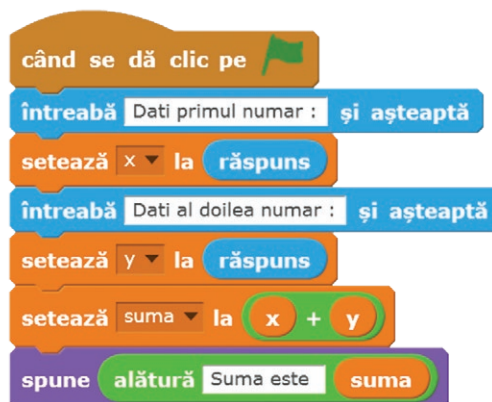 când se dă clic pe
întreabă Dati primul numar : și așteaptă
setează x la răspuns
întreabă Dati al doilea numar : și așteaptă
setează y la răspuns
setează suma la x + y
spune alătură Suma este suma